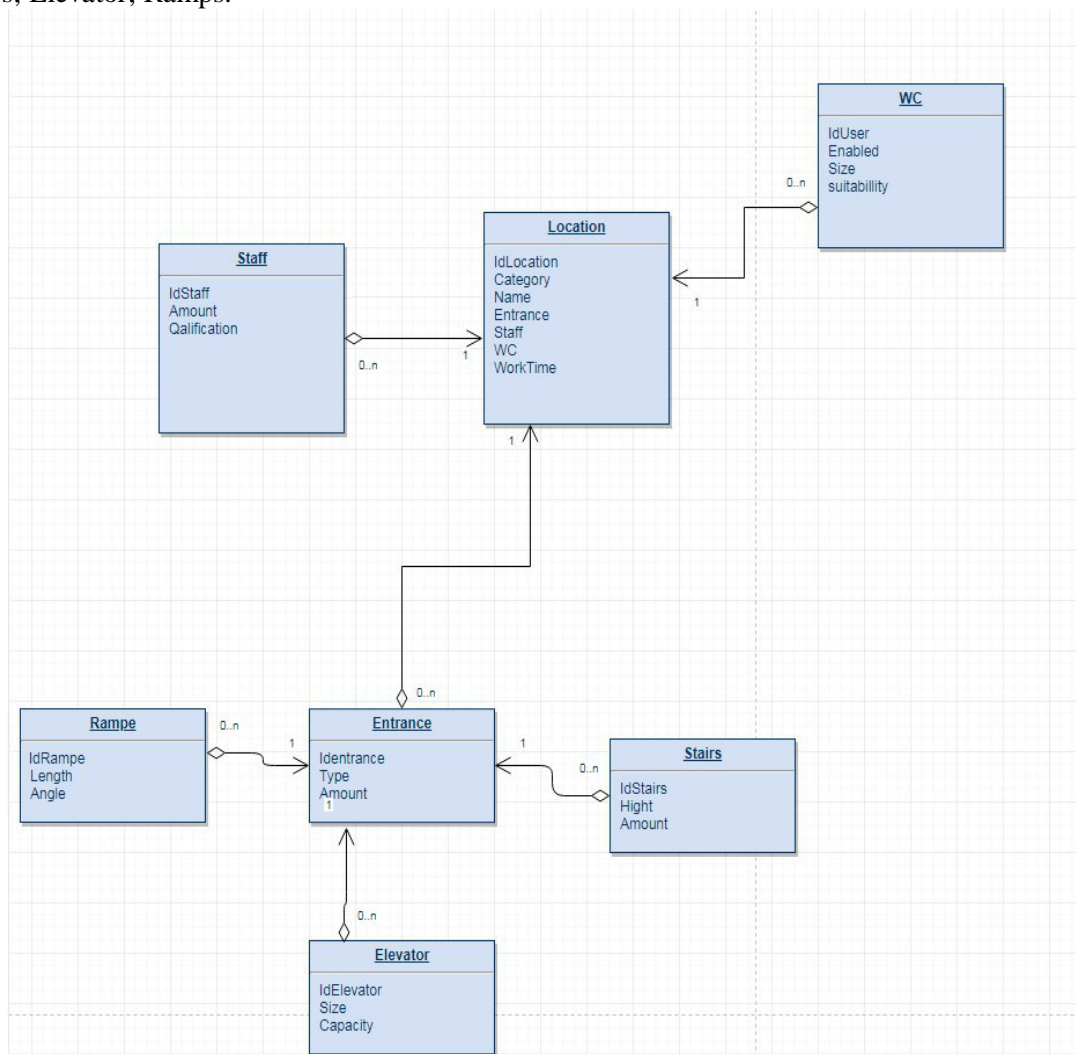 s, Elevator, Ramps.
WC
IdUser
Enabled
Size
suitabillity
0..n
1
Location
IdLocation
Category
Name
Entrance
Staff
WC
WorkTime
Staff
IdStaff
Amount
Qalification
0..n
1
1
0..n
Rampe
IdRampe
Length
Angle
0..n
1
Entrance
Identrance
Type
Amount
1
1
0..n
Stairs
IdStairs
Hight
Amount
0..n
Elevator
IdElevator
Size
Capacity